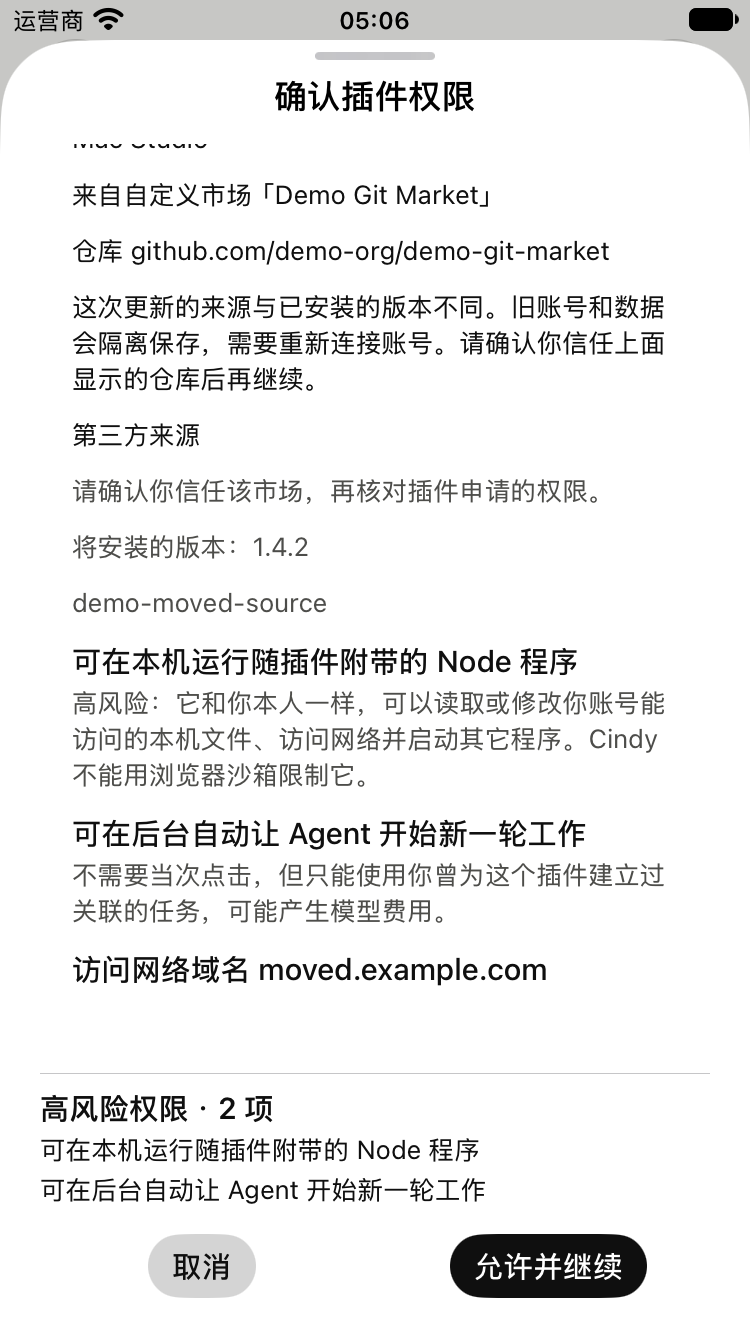 运营商
05:06
确认插件权限
Mac Studio
来自自定义市场「Demo Git Market」
仓库 github.com/demo-org/demo-git-market
这次更新的来源与已安装的版本不同。旧账号和数据
会隔离保存，需要重新连接账号。请确认你信任上面
显示的仓库后再继续。
第三方来源
请确认你信任该市场，再核对插件申请的权限。
将安装的版本：1.4.2
demo-moved-source
可在本机运行随插件附带的 Node 程序
高风险：它和你本人一样，可以读取或修改你账号能
访问的本机文件、访问网络并启动其它程序。Cindy
不能用浏览器沙箱限制它。
可在后台自动让 Agent 开始新一轮工作
不需要当次点击，但只能使用你曾为这个插件建立过
关联的任务，可能产生模型费用。
访问网络域名 moved.example.com
高风险权限 · 2 项
可在本机运行随插件附带的 Node 程序
可在后台自动让 Agent 开始新一轮工作
取消
允许并继续